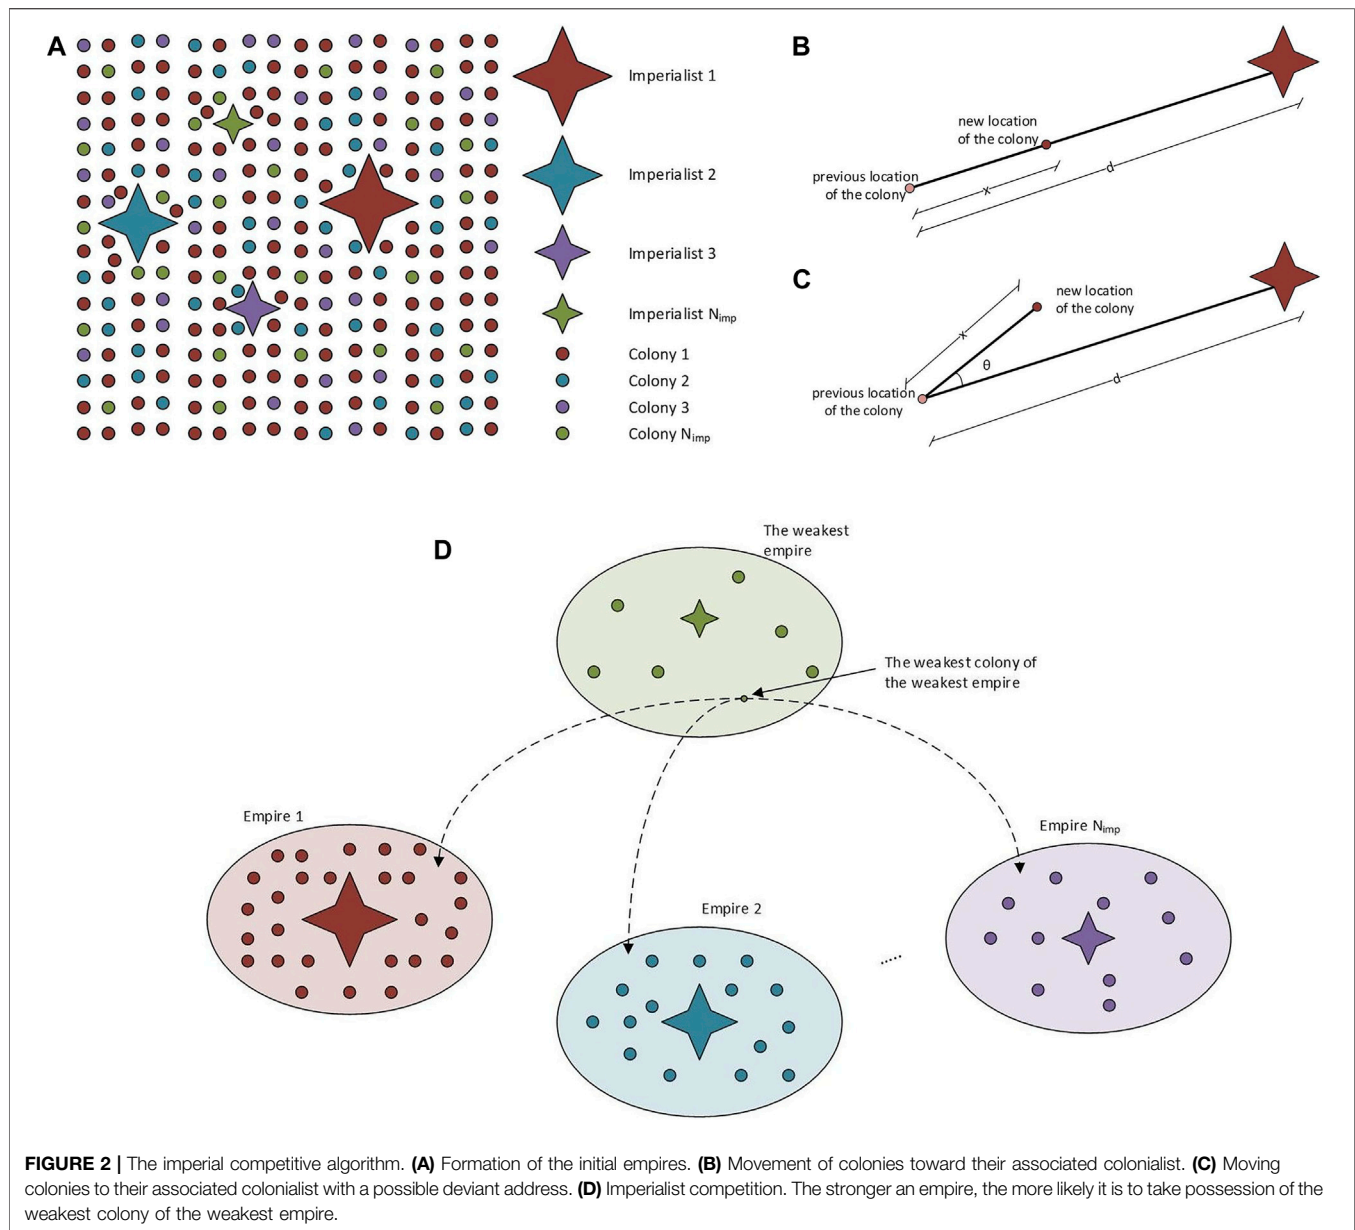 A
Imperialist 1
Imperialist 2
Imperialist 3
Imperialist Nimp
Colony 1
Colony 2
Colony 3
Colony Nimp
B
new location
of the colony
previous location
of the colony
x
d
C
new location
of the colony
x
θ
previous location
of the colony
d
D
The weakest
empire
The weakest colony of
the weakest empire
Empire 1
Empire 2
.....
Empire Nimp
FIGURE 2 | The imperial competitive algorithm. (A) Formation of the initial empires. (B) Movement of colonies toward their associated colonialist. (C) Moving
colonies to their associated colonialist with a possible deviant address. (D) Imperialist competition. The stronger an empire, the more likely it is to take possession of the
weakest colony of the weakest empire.